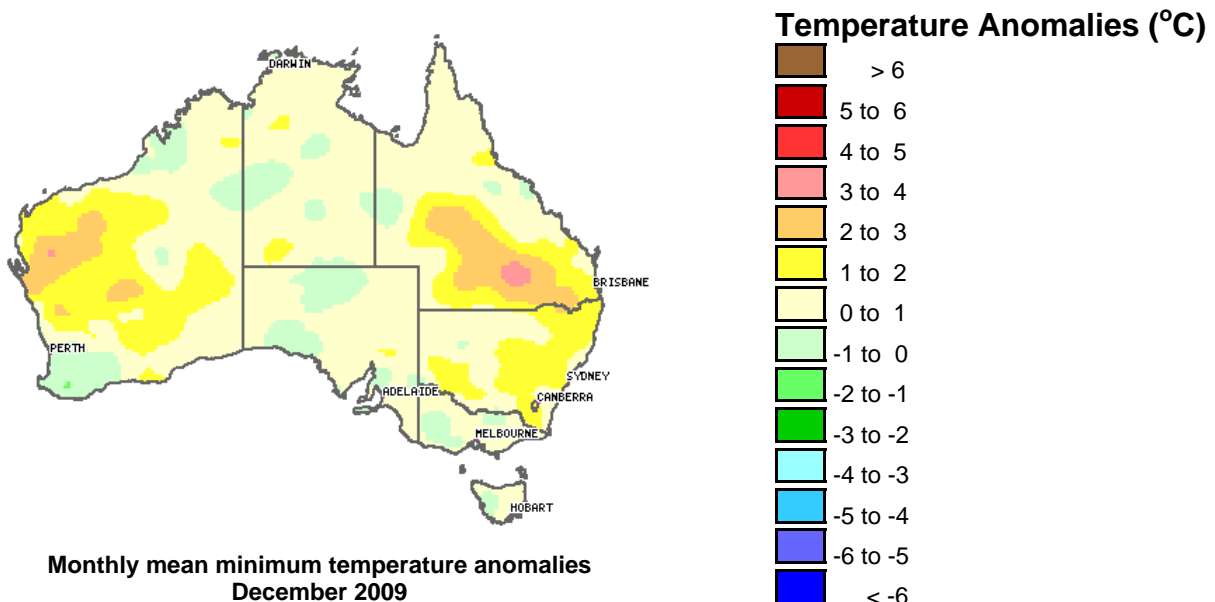 Temperature Anomalies (°C)
> 6
5 to 6
4 to 5
3 to 4
2 to 3
1 to 2
0 to 1
-1 to 0
-2 to -1
-3 to -2
-4 to -3
-5 to -4
-6 to -5
< -6
DARWIN
BRISBANE
PERTH
SYDNEY
ADELAIDE
CANBERRA
MELBOURNE
HOBART
Monthly mean minimum temperature anomalies
December 2009